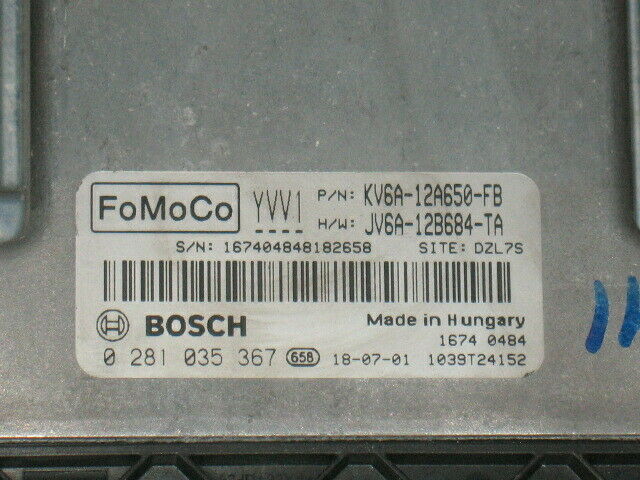 FoMoCo YVV1 P/N: KV6A-12A650-FB
H/W: JV6A-12B684-TA
S/N: 167404848182658 SITE: DZL7S
BOSCH Made in Hungary
1674 0484
0 281 035 367 658 18-07-01 1039T24152